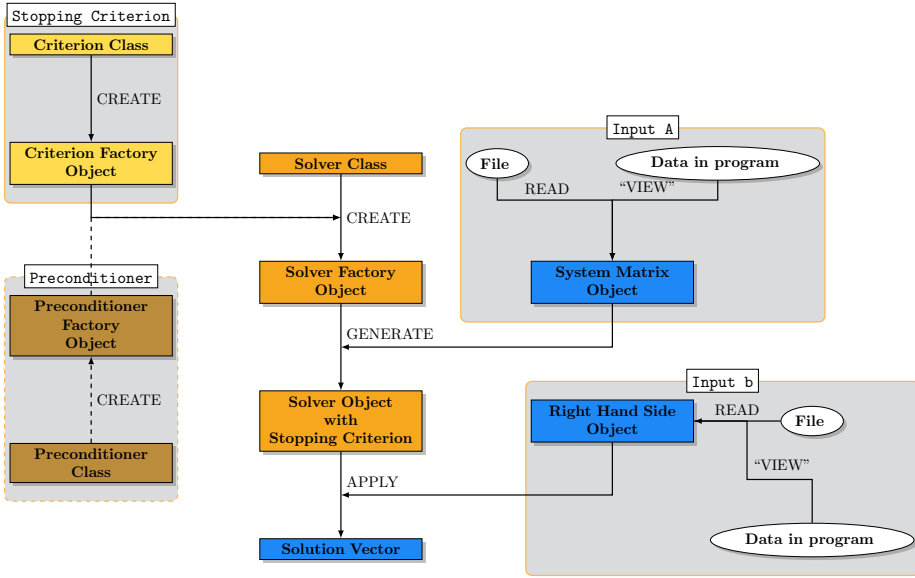 Stopping Criterion
Criterion Class
CREATE
Criterion Factory
Object
Solver Class
CREATE
Solver Factory
Object
GENERATE
Solver Object
with
Stopping Criterion
APPLY
Solution Vector
Preconditioner
Preconditioner
Factory
Object
CREATE
Preconditioner
Class
Input A
File
Data in program
READ
“VIEW”
System Matrix
Object
Input b
Right Hand Side
Object
READ
File
“VIEW”
Data in program